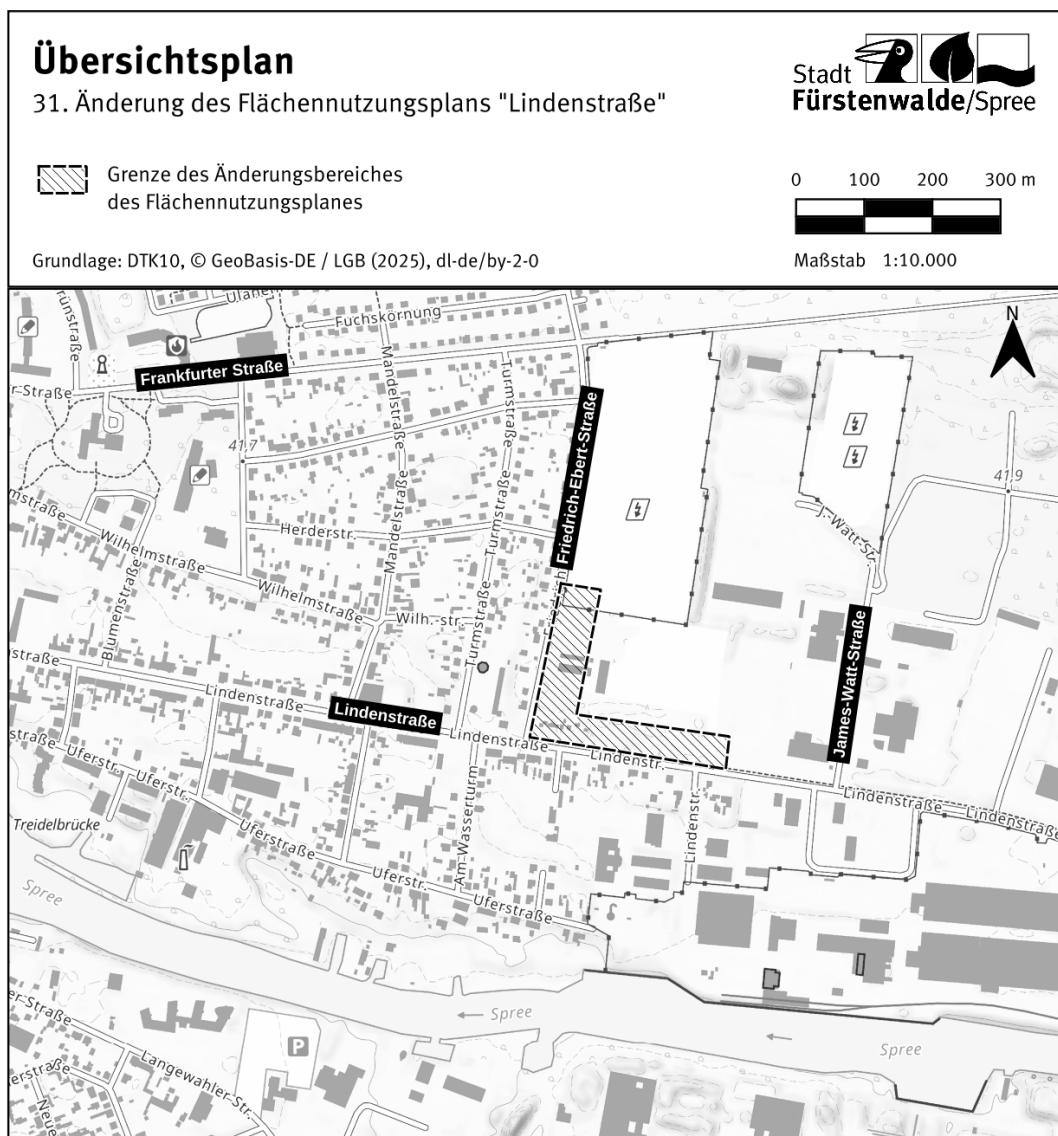 Übersichtsplan
31. Änderung des Flächennutzungsplans "Lindenstraße"
Stadt
Fürstenwalde/Spree
Grenze des Änderungsbereiches
des Flächennutzungsplanes
0 100 200 300 m
Grundlage: DTK10, © GeoBasis-DE / LGB (2025), dl-de/by-2-0
Maßstab 1:10.000
N
Fuchskörnung
Frankfurter Straße
Mandelstraße
Turmstraße
Friedrich-Ebert-Straße
41,7
41,9
Herderstr.
Mandelstraße
Turmstraße
J.-Watt-Str.
Wilhelmstraße
Wilhelmstraße
Wilh.-str.
Blumenstraße
Turmstraße
James-Watt-Straße
Lindenstraße
Lindenstraße
Lindenstraße
Lindenstr.
Lindenstr.
Lindenstraße
Lindenstraße
Uferstr.
Uferstr.
Uferstraße
Uferstr.
Uferstraße
Am Wasserturm
Treidelbrücke
Spree
Spree
Spree
P
Langewahler-Str.